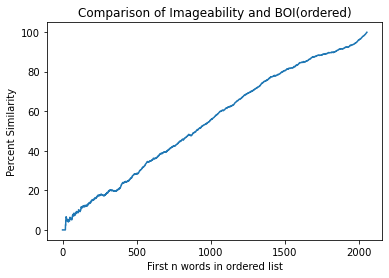 Comparison of Imageability and BOI(ordered)
100
80
60
40
20
0
Percent Similarity
0 500 1000 1500 2000
First n words in ordered list